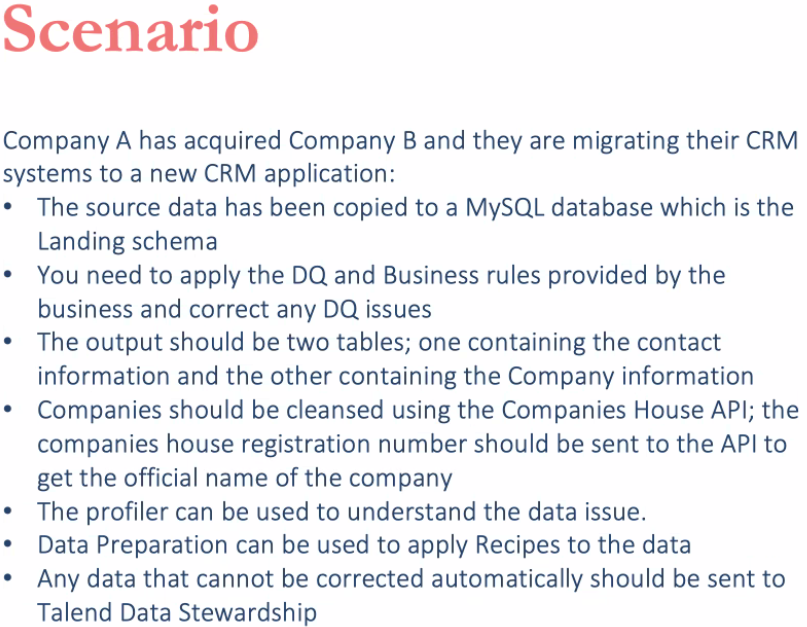 Scenario
Company A has acquired Company B and they are migrating their CRM
systems to a new CRM application:
• The source data has been copied to a MySQL database which is the
Landing schema
• You need to apply the DQ and Business rules provided by the
business and correct any DQ issues
• The output should be two tables; one containing the contact
information and the other containing the Company information
• Companies should be cleansed using the Companies House API; the
companies house registration number should be sent to the API to
get the official name of the company
• The profiler can be used to understand the data issue.
• Data Preparation can be used to apply Recipes to the data
• Any data that cannot be corrected automatically should be sent to
Talend Data Stewardship